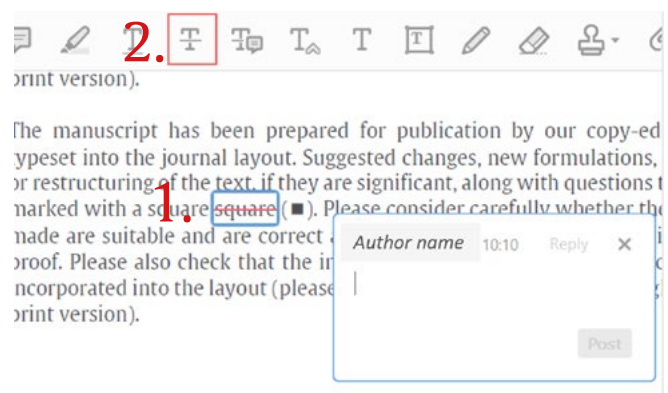 2.
print version).
The manuscript has been prepared for publication by our copy-ed
ypeset into the journal layout. Suggested changes, new formulations,
or restructuring of the text, if they are significant, along with questions t
1.
marked with a square square (■). Please consider carefully whether the
made are suitable and are correct
Author name 10:10 Reply
proof. Please also check that the in
ncorporated into the layout (please
print version).
Post